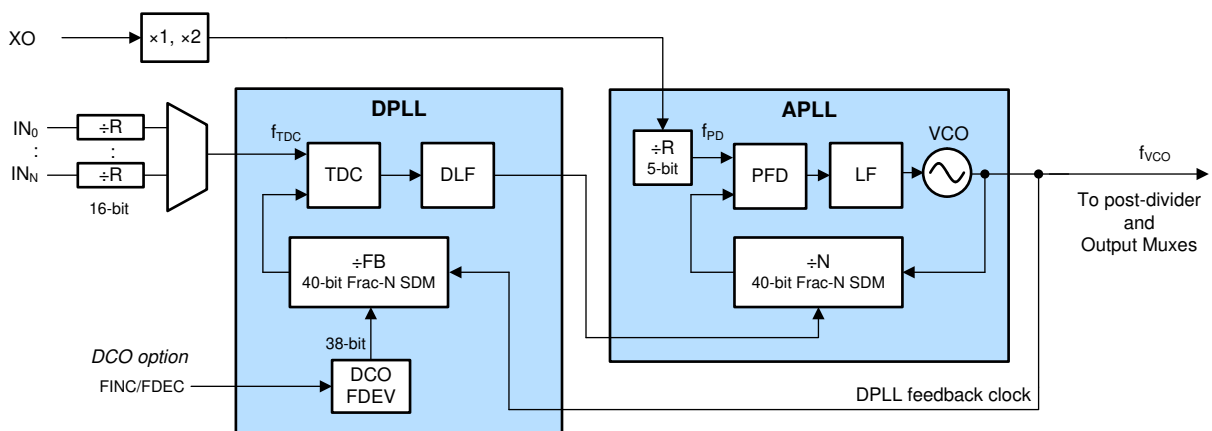 XO
×1, ×2
IN₀
÷R
:
:
IN_N
÷R
16-bit
DPLL
f_TDC
TDC
DLF
÷FB
40-bit Frac-N SDM
38-bit
DCO option
FINC/FDEC
DCO
FDEV
APLL
÷R
5-bit
f_PD
PFD
LF
VCO
÷N
40-bit Frac-N SDM
DPLL feedback clock
f_VCO
To post-divider
and
Output Muxes